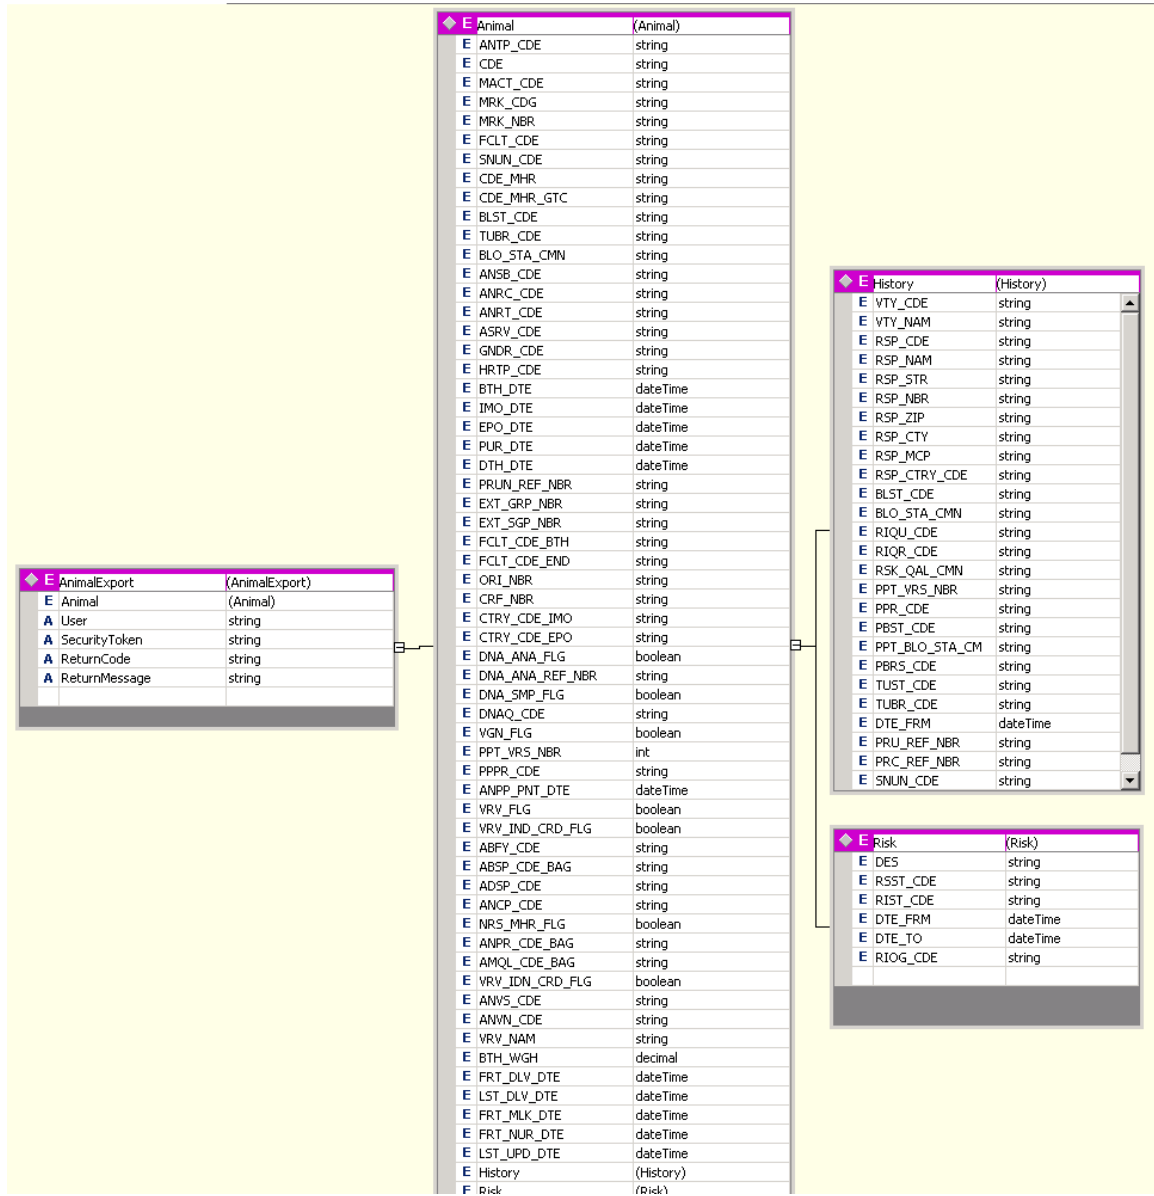 E Animal (Animal)
E ANTP_CDE string
E CDE string
E MACT_CDE string
E MRK_CDG string
E MRK_NBR string
E FCLT_CDE string
E SNUN_CDE string
E CDE_MHR string
E CDE_MHR_GTC string
E BLST_CDE string
E TUBR_CDE string
E BLO_STA_CMN string
E ANSB_CDE string
E ANRC_CDE string
E ANRT_CDE string
E ASRV_CDE string
E GNDR_CDE string
E HRTP_CDE string
E BTH_DTE dateTime
E IMO_DTE dateTime
E EPO_DTE dateTime
E PUR_DTE dateTime
E DTH_DTE dateTime
E PRUN_REF_NBR string
E EXT_GRP_NBR string
E EXT_SGP_NBR string
E FCLT_CDE_BTH string
E FCLT_CDE_END string
E ORI_NBR string
E CRF_NBR string
E CTRY_CDE_IMO string
E CTRY_CDE_EPO string
E DNA_ANA_FLG boolean
E DNA_ANA_REF_NBR string
E DNA_SMP_FLG boolean
E DNAQ_CDE string
E VGN_FLG boolean
E PPT_VRS_NBR int
E PPPR_CDE string
E ANPP_PNT_DTE dateTime
E VRV_FLG boolean
E VRV_IND_CRD_FLG boolean
E ABFY_CDE string
E ABSP_CDE_BAG string
E ADSP_CDE string
E ANCP_CDE string
E NRS_MHR_FLG boolean
E ANPR_CDE_BAG string
E AMQL_CDE_BAG string
E VRV_IDN_CRD_FLG boolean
E ANVS_CDE string
E ANVN_CDE string
E VRV_NAM string
E BTH_WGH decimal
E FRT_DLV_DTE dateTime
E LST_DLV_DTE dateTime
E FRT_MLK_DTE dateTime
E FRT_NUR_DTE dateTime
E LST_UPD_DTE dateTime
E History (History)
E Risk (Risk)
E AnimalExport (AnimalExport)
E Animal (Animal)
A User string
A SecurityToken string
A ReturnCode string
A ReturnMessage string
E History (History)
E VTY_CDE string
E VTY_NAM string
E RSP_CDE string
E RSP_NAM string
E RSP_STR string
E RSP_NBR string
E RSP_ZIP string
E RSP_CTY string
E RSP_MCP string
E RSP_CTRY_CDE string
E BLST_CDE string
E BLO_STA_CMN string
E RIQU_CDE string
E RIQR_CDE string
E RSK_QAL_CMN string
E PPT_VRS_NBR string
E PPR_CDE string
E PBST_CDE string
E PPT_BLO_STA_CM string
E PBRS_CDE string
E TUST_CDE string
E TUBR_CDE string
E DTE_FRM dateTime
E PRU_REF_NBR string
E PRC_REF_NBR string
E SNUN_CDE string
E Risk (Risk)
E DES string
E RSST_CDE string
E RIST_CDE string
E DTE_FRM dateTime
E DTE_TO dateTime
E RIOG_CDE string